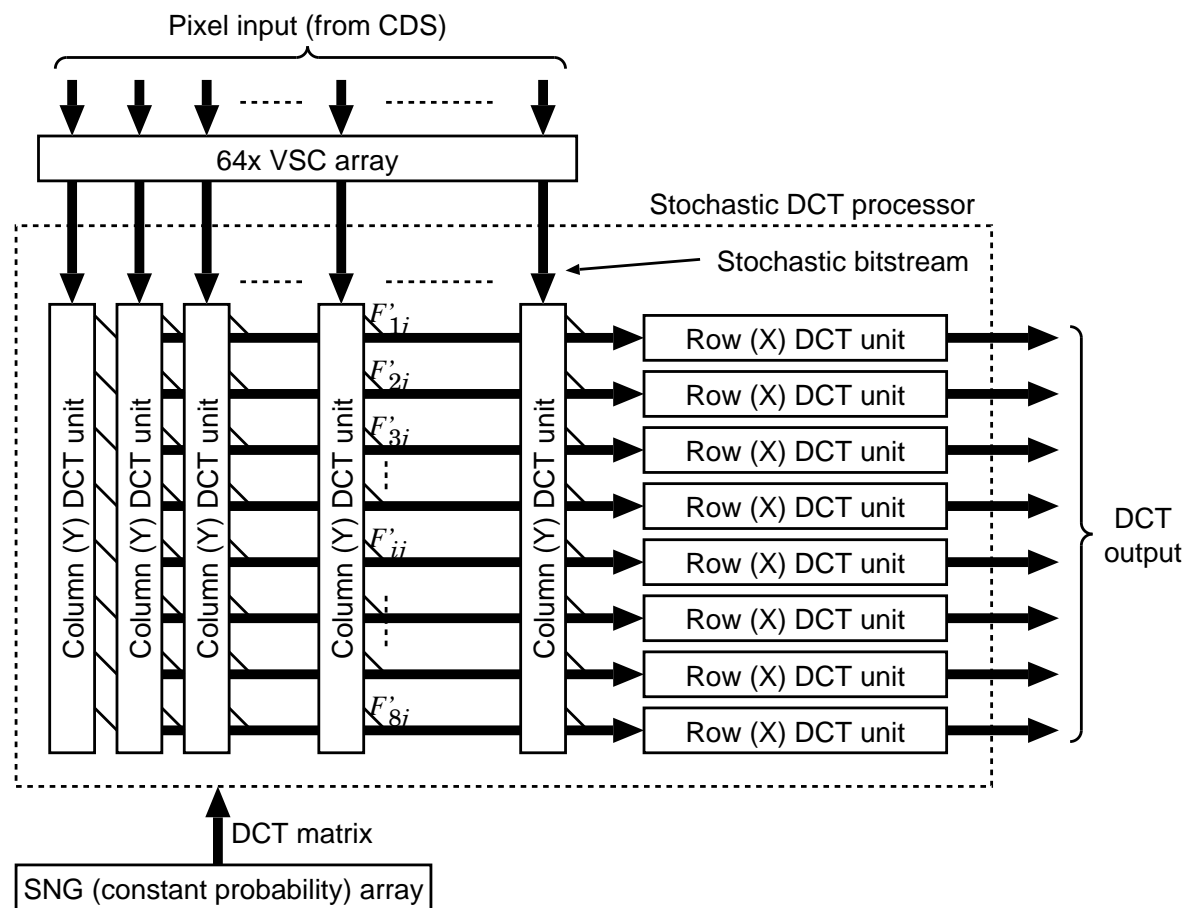 Pixel input (from CDS)
64x VSC array
Stochastic DCT processor
Stochastic bitstream
Column (Y) DCT unit
Column (Y) DCT unit
Column (Y) DCT unit
Column (Y) DCT unit
Column (Y) DCT unit
F'1j
F'2j
F'3j
F'ij
F'8j
Row (X) DCT unit
Row (X) DCT unit
Row (X) DCT unit
Row (X) DCT unit
Row (X) DCT unit
Row (X) DCT unit
Row (X) DCT unit
Row (X) DCT unit
DCT
output
DCT matrix
SNG (constant probability) array